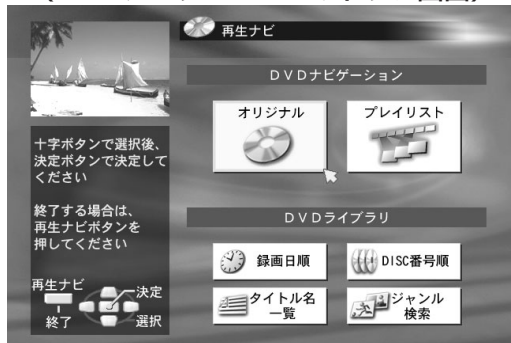 再生ナビ
DVDナビゲーション
オリジナル
プレイリスト
十字ボタンで選択後、
決定ボタンで決定して
ください
終了する場合は、
再生ナビボタンを
押してください
DVDライブラリ
録画日順
DISC番号順
タイトル名
一覧
ジャンル
検索
再生ナビ
決定
終了
選択